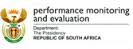 performance monitoring
and evaluation
Department:
The Presidency
REPUBLIC OF SOUTH AFRICA